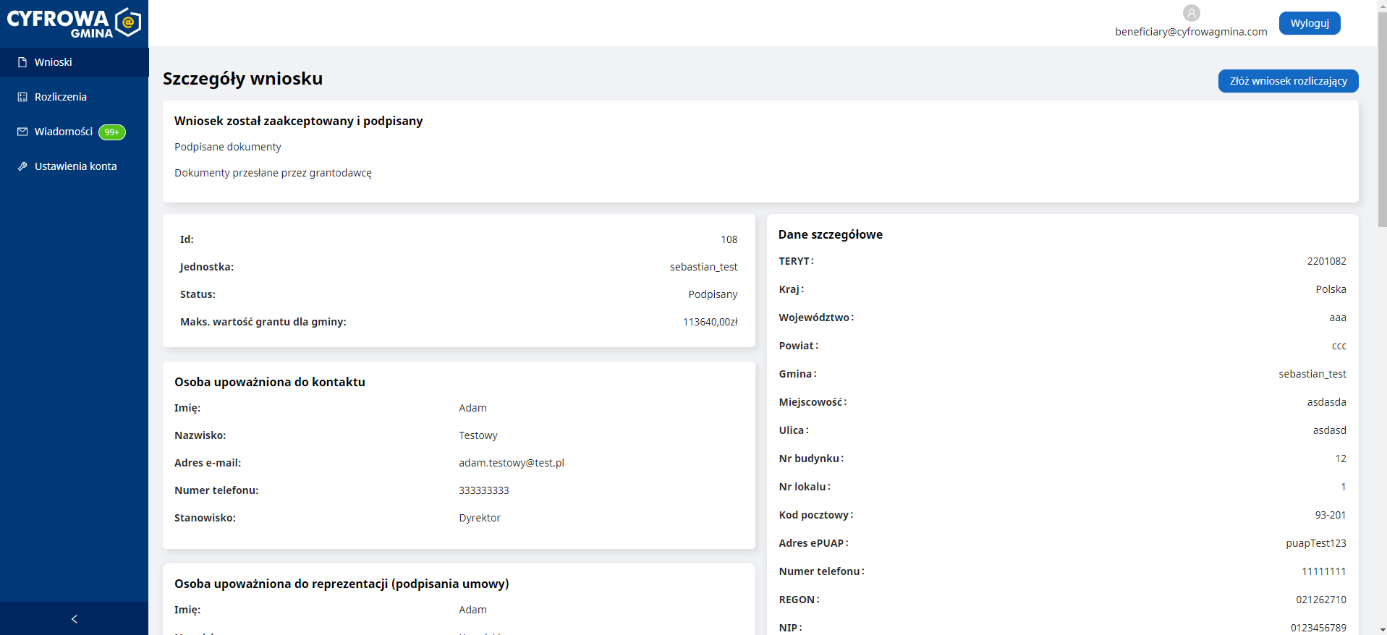 CYFROWA
GMINA
@
beneficiary@cyfrowagmina.com
Wyloguj
Wnioski
Rozliczenia
Wiadomości 99+
Ustawienia konta
Szczegóły wniosku
Złóż wniosek rozliczający
Wniosek został zaakceptowany i podpisany
Podpisane dokumenty
Dokumenty przesłane przez grantodawcę
Id: 108
Jednostka: sebastian_test
Status: Podpisany
Maks. wartość grantu dla gminy: 113640,00zł
Osoba upoważniona do kontaktu
Imię: Adam
Nazwisko: Testowy
Adres e-mail: adam.testowy@test.pl
Numer telefonu: 333333333
Stanowisko: Dyrektor
Osoba upoważniona do reprezentacji (podpisania umowy)
Imię: Adam
Dane szczegółowe
TERYT: 2201082
Kraj: Polska
Województwo: aaa
Powiat: ccc
Gmina: sebastian_test
Miejscowość: asdasda
Ulica: asdasd
Nr budynku: 12
Nr lokalu: 1
Kod pocztowy: 93-201
Adres ePUAP: puapTest123
Numer telefonu: 11111111
REGON: 021262710
NIP: 0123456789